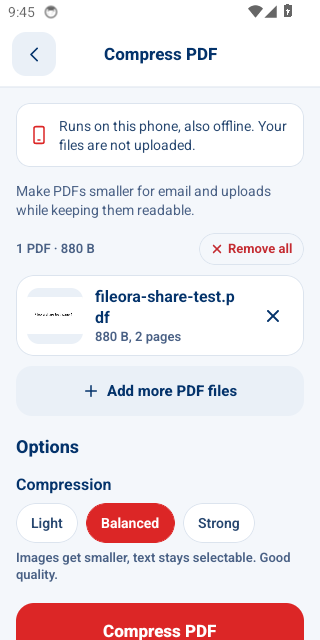 9:45
Compress PDF
Runs on this phone, also offline. Your
files are not uploaded.
Make PDFs smaller for email and uploads
while keeping them readable.
1 PDF · 880 B
Remove all
fileora-share-test.p
df
880 B, 2 pages
Add more PDF files
Options
Compression
Light
Balanced
Strong
Images get smaller, text stays selectable. Good
quality.
Compress PDF